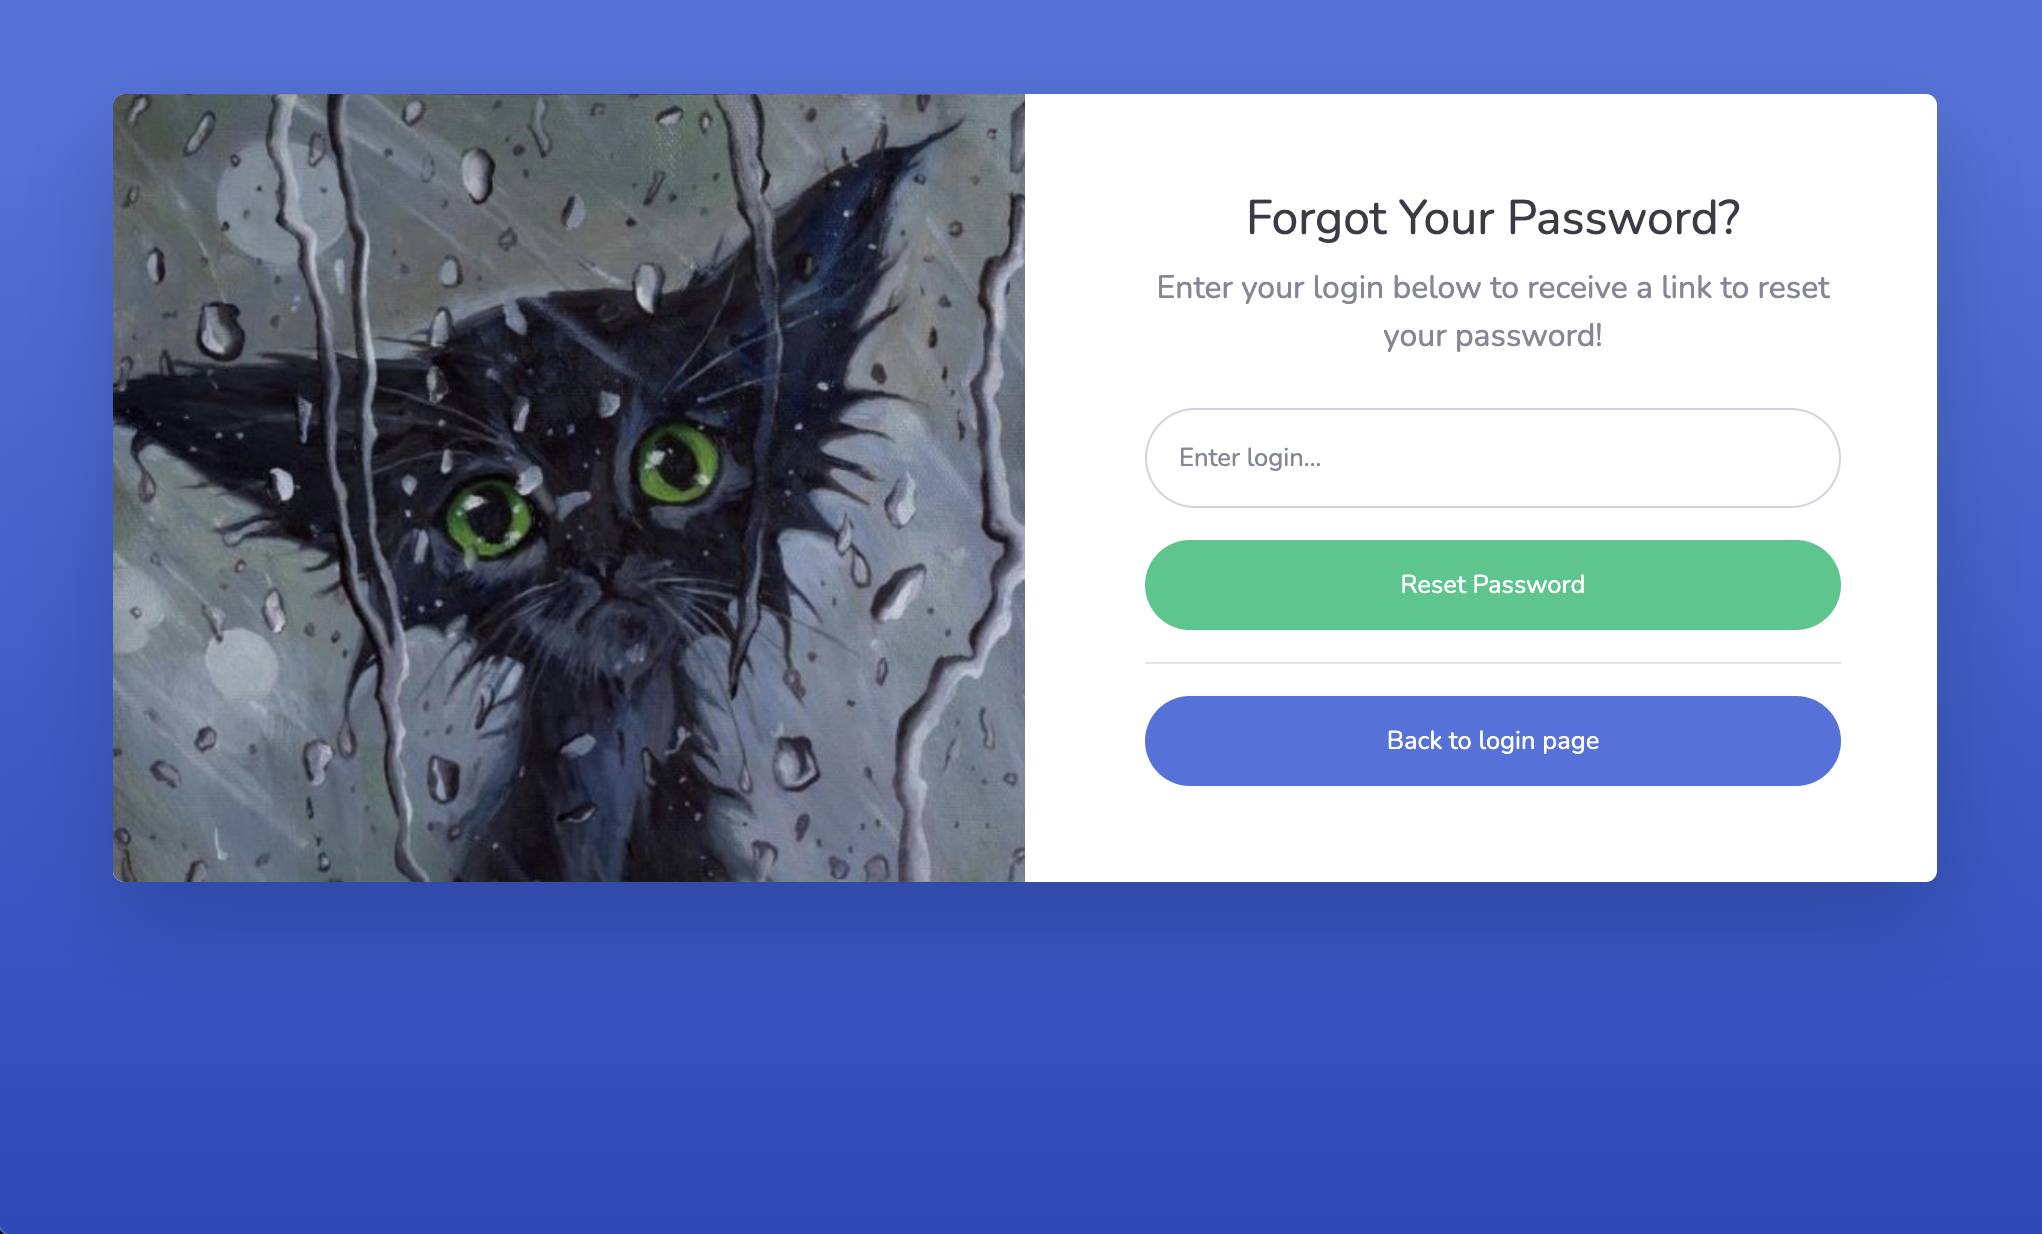 Forgot Your Password?
Enter your login below to receive a link to reset
your password!
Enter login...
Reset Password
Back to login page